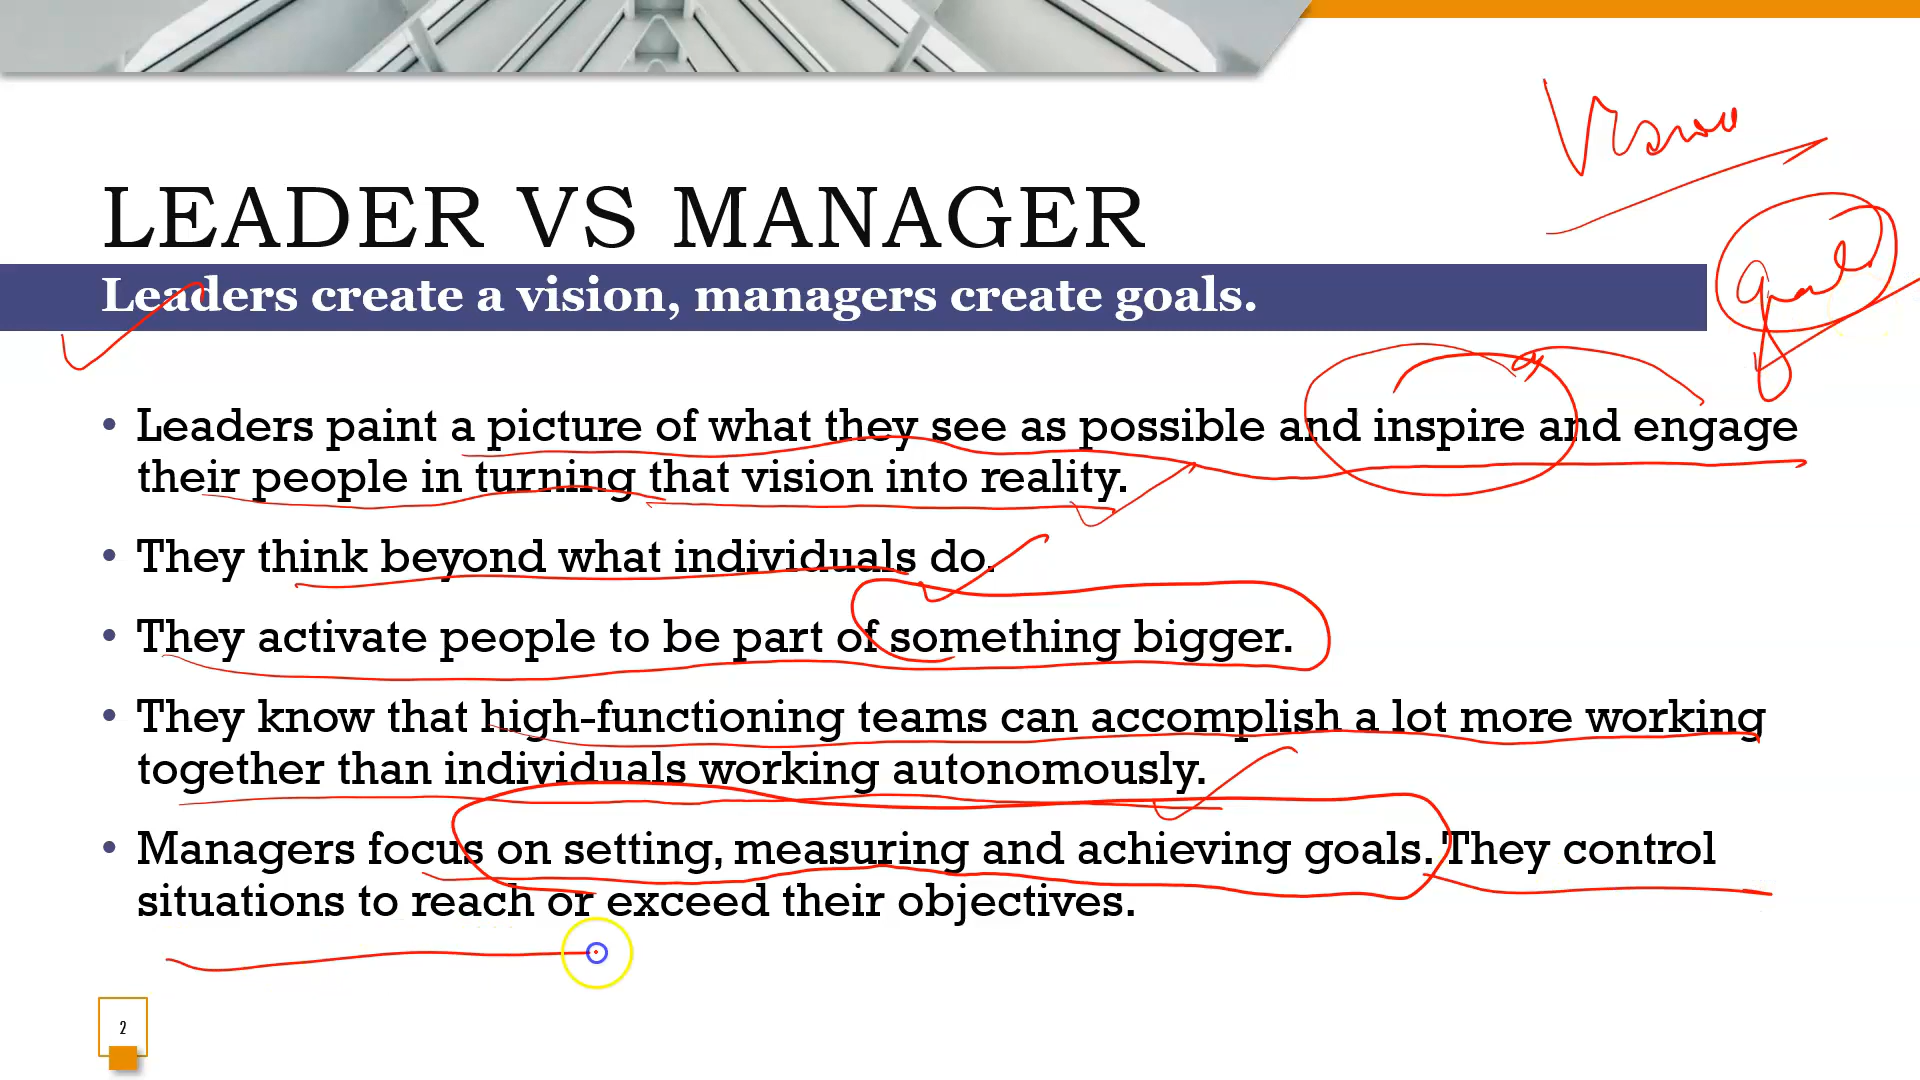 Vision
LEADER VS MANAGER
goal
Leaders create a vision, managers create goals.
• Leaders paint a picture of what they see as possible and inspire and engage
their people in turning that vision into reality.
• They think beyond what individuals do.
• They activate people to be part of something bigger.
• They know that high-functioning teams can accomplish a lot more working
together than individuals working autonomously.
• Managers focus on setting, measuring and achieving goals. They control
situations to reach or exceed their objectives.
2